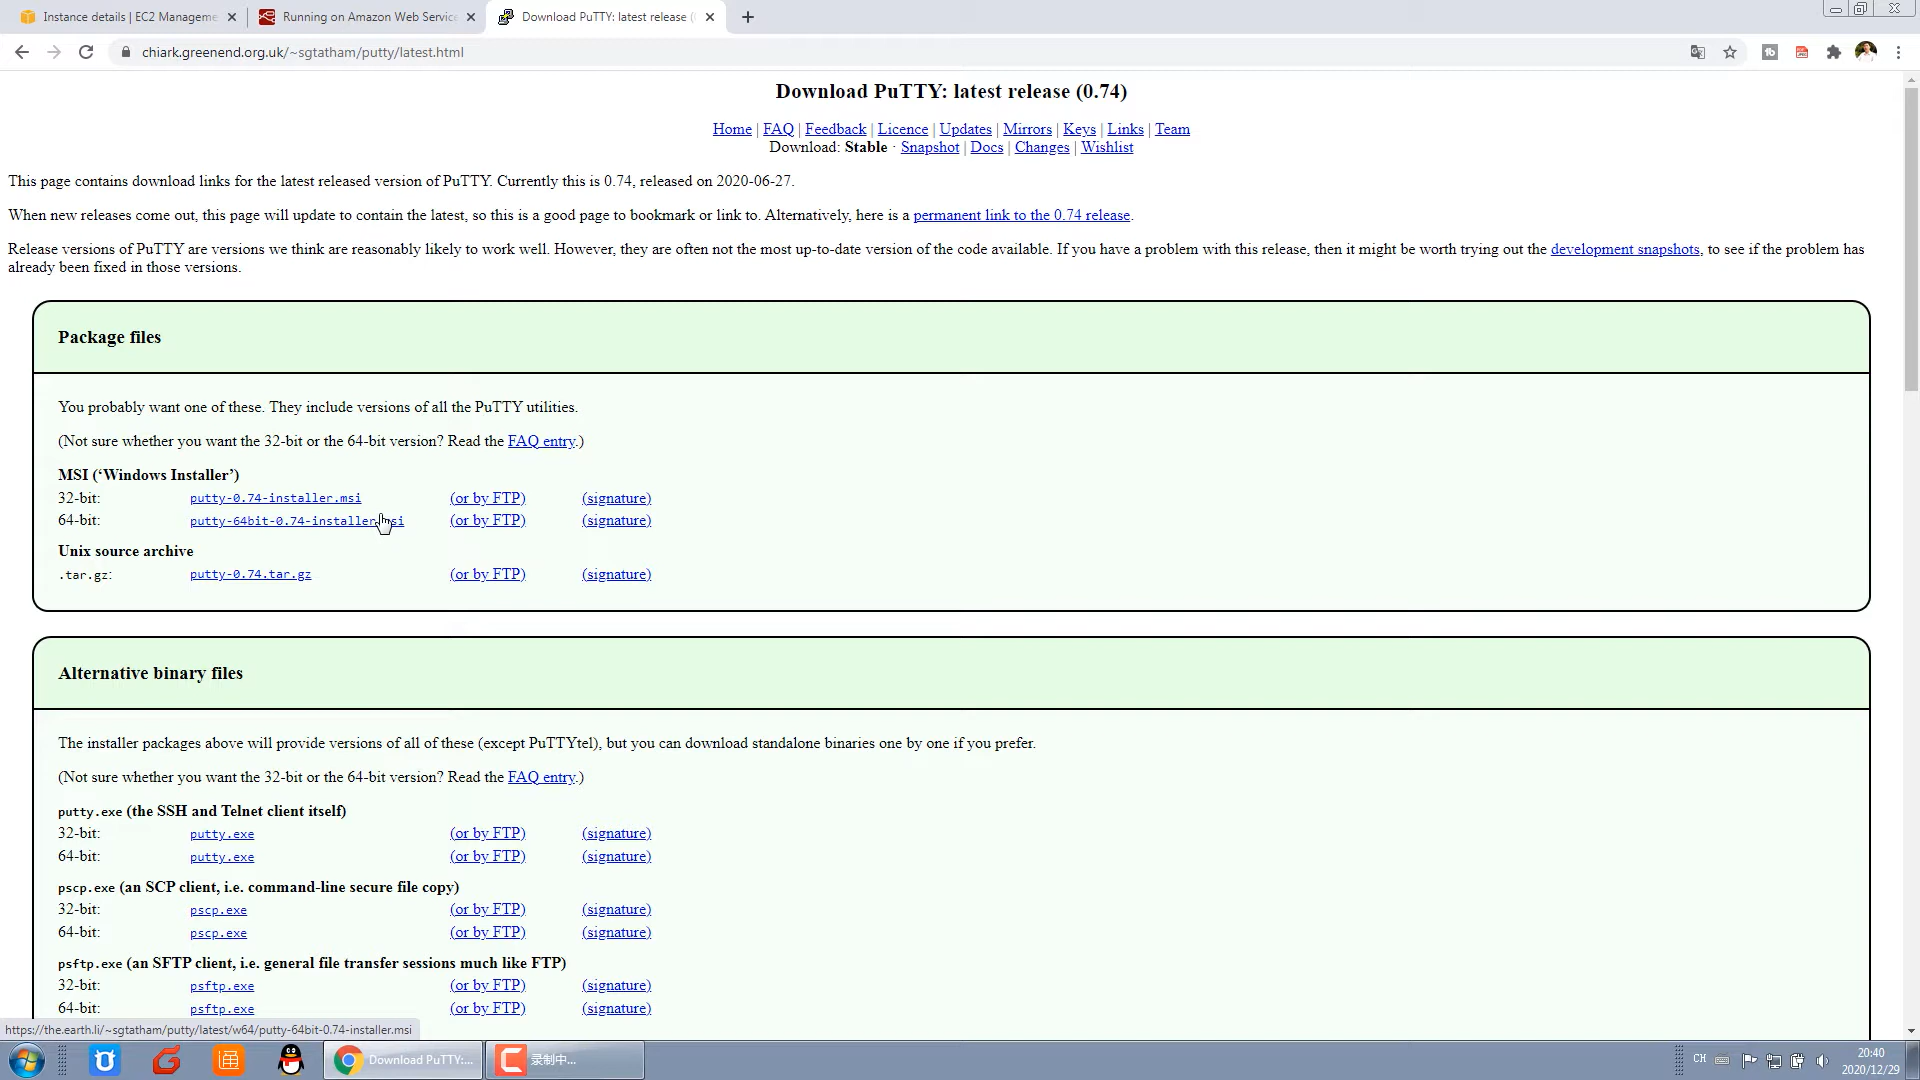 Instance details | EC2 Manageme
Running on Amazon Web Service
Download PuTTY: latest release (
chiark.greenend.org.uk/~sgtatham/putty/latest.html
Download PuTTY: latest release (0.74)
Home | FAQ | Feedback | Licence | Updates | Mirrors | Keys | Links | Team
Download: Stable · Snapshot | Docs | Changes | Wishlist
This page contains download links for the latest released version of PuTTY. Currently this is 0.74, released on 2020-06-27.
When new releases come out, this page will update to contain the latest, so this is a good page to bookmark or link to. Alternatively, here is a permanent link to the 0.74 release.
Release versions of PuTTY are versions we think are reasonably likely to work well. However, they are often not the most up-to-date version of the code available. If you have a problem with this release, then it might be worth trying out the development snapshots, to see if the problem has
already been fixed in those versions.
Package files
You probably want one of these. They include versions of all the PuTTY utilities.
(Not sure whether you want the 32-bit or the 64-bit version? Read the FAQ entry.)
MSI (‘Windows Installer’)
32-bit: putty-0.74-installer.msi (or by FTP) (signature)
64-bit: putty-64bit-0.74-installer.msi (or by FTP) (signature)
Unix source archive
.tar.gz: putty-0.74.tar.gz (or by FTP) (signature)
Alternative binary files
The installer packages above will provide versions of all of these (except PuTTYtel), but you can download standalone binaries one by one if you prefer.
(Not sure whether you want the 32-bit or the 64-bit version? Read the FAQ entry.)
putty.exe (the SSH and Telnet client itself)
32-bit: putty.exe (or by FTP) (signature)
64-bit: putty.exe (or by FTP) (signature)
pscp.exe (an SCP client, i.e. command-line secure file copy)
32-bit: pscp.exe (or by FTP) (signature)
64-bit: pscp.exe (or by FTP) (signature)
psftp.exe (an SFTP client, i.e. general file transfer sessions much like FTP)
32-bit: psftp.exe (or by FTP) (signature)
64-bit: psftp.exe (or by FTP) (signature)
https://the.earth.li/~sgtatham/putty/latest/w64/putty-64bit-0.74-installer.msi
Download PuTTY:...
录制中...
CH
20:40
2020/12/29